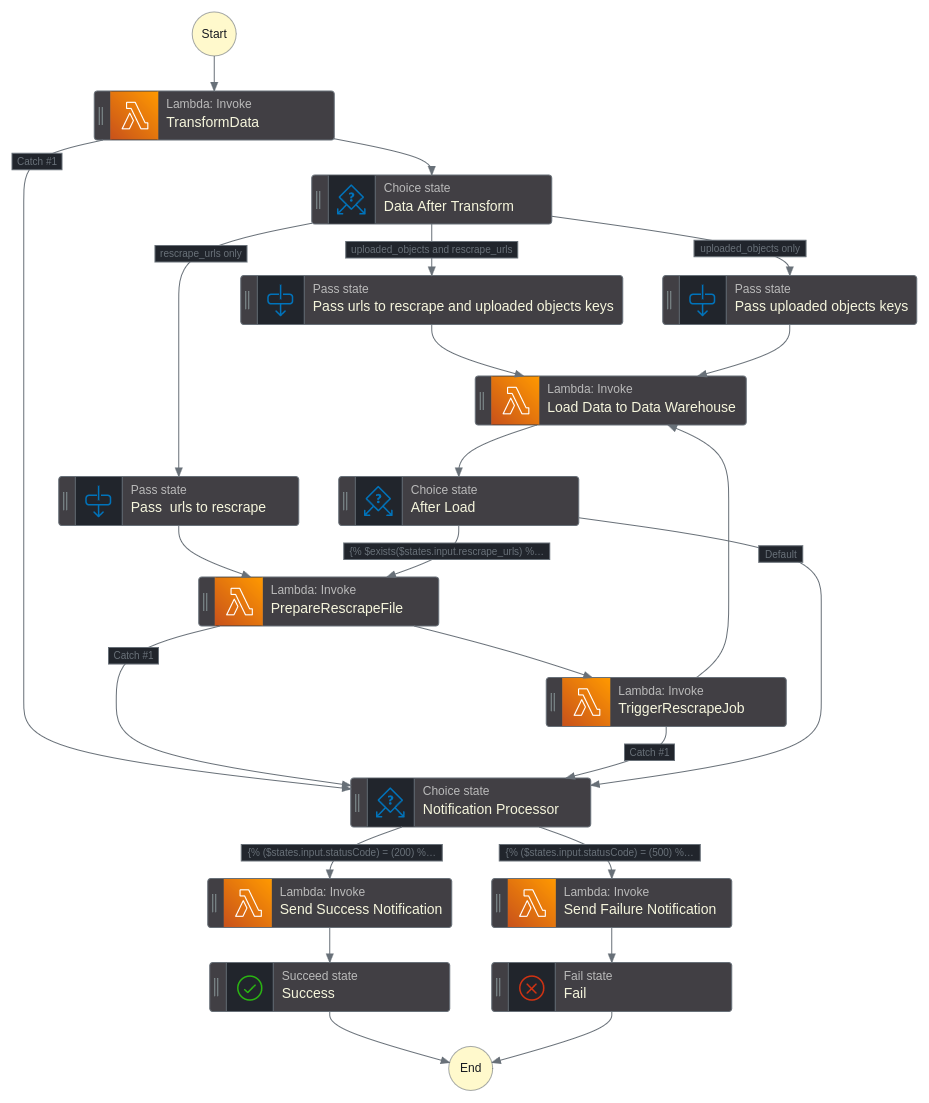 Start
Lambda: Invoke
TransformData
Catch #1
Choice state
Data After Transform
rescrape_urls only
uploaded_objects and rescrape_urls
uploaded_objects only
Pass state
Pass urls to rescrape and uploaded objects keys
Pass state
Pass uploaded objects keys
Lambda: Invoke
Load Data to Data Warehouse
Pass state
Pass  urls to rescrape
Choice state
After Load
{% $exists($states.input.rescrape_urls) %...
Default
Lambda: Invoke
PrepareRescrapeFile
Catch #1
Lambda: Invoke
TriggerRescrapeJob
Catch #1
Choice state
Notification Processor
{% ($states.input.statusCode) = (200) %...
{% ($states.input.statusCode) = (500) %...
Lambda: Invoke
Send Success Notification
Lambda: Invoke
Send Failure Notification
Succeed state
Success
Fail state
Fail
End